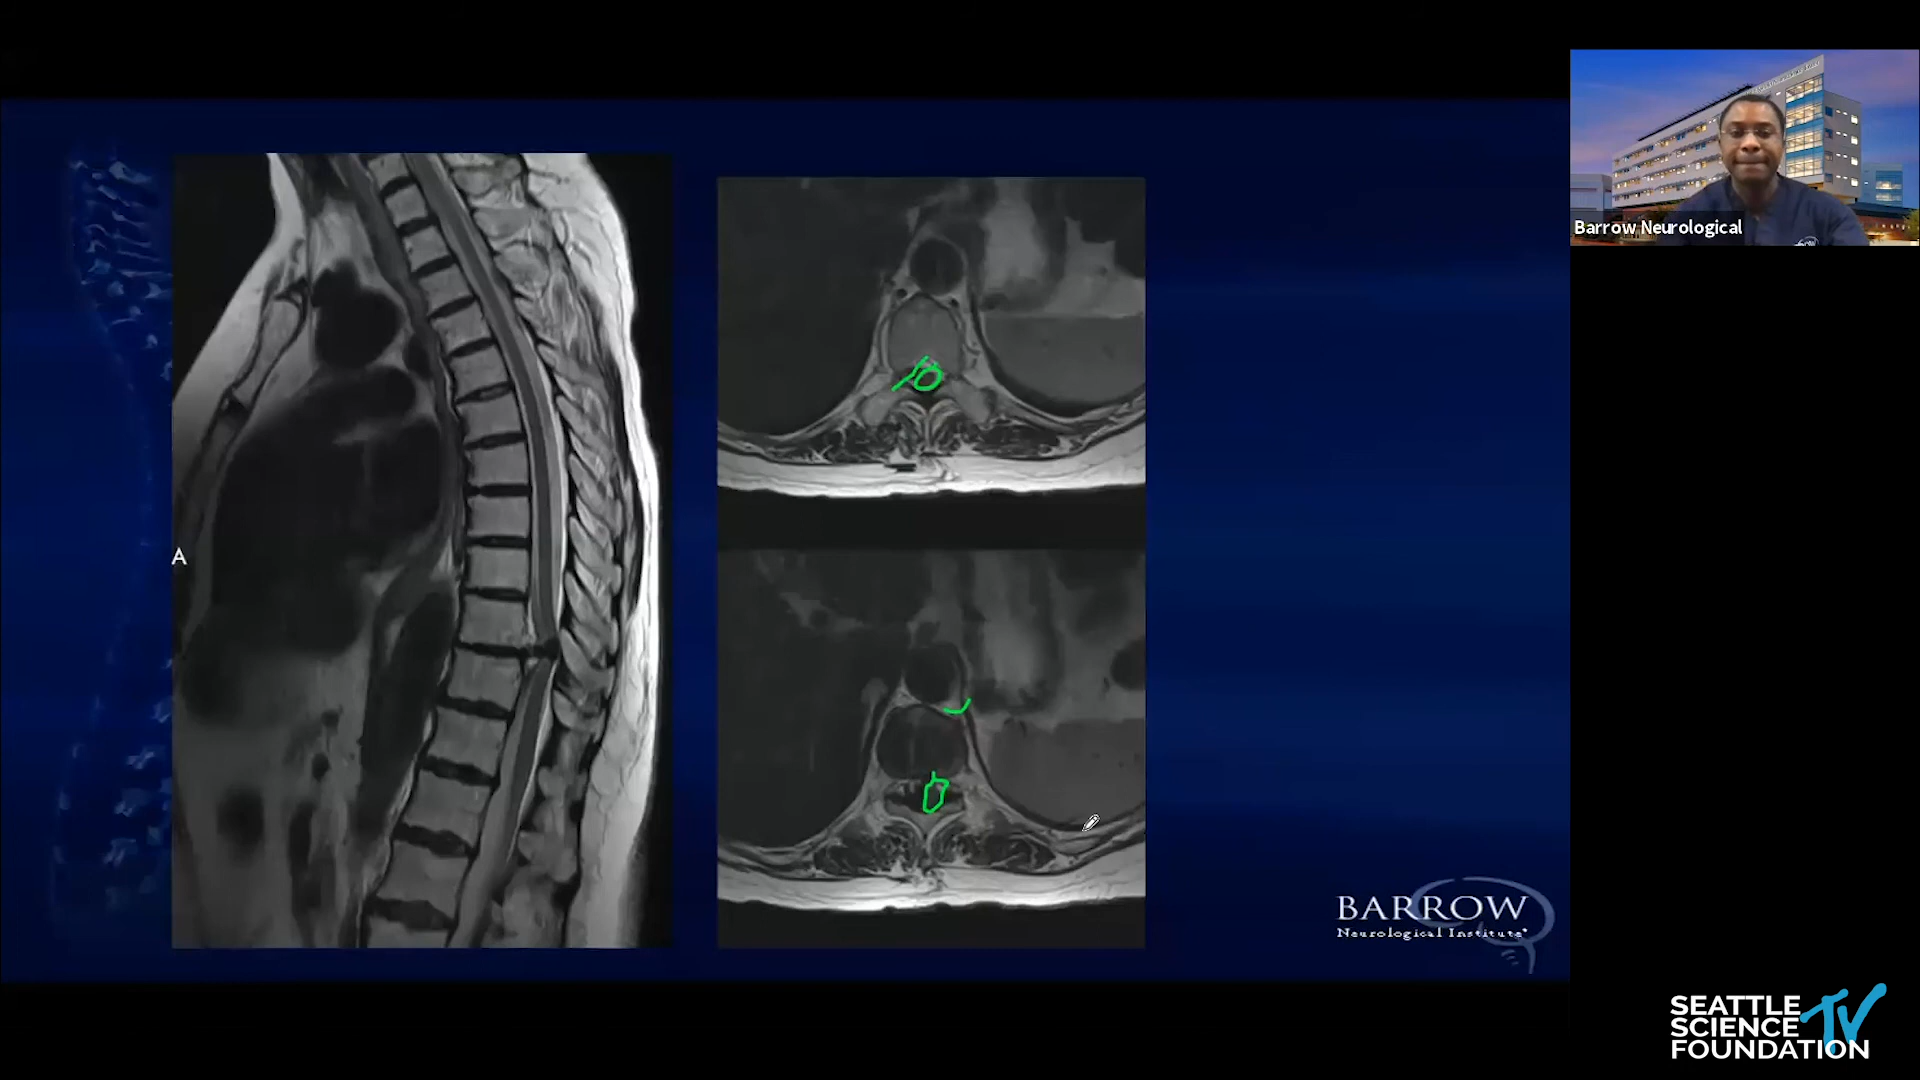 A
Barrow Neurological
BARROW
Neurological Institute®
SEATTLE
SCIENCE
FOUNDATION
TV